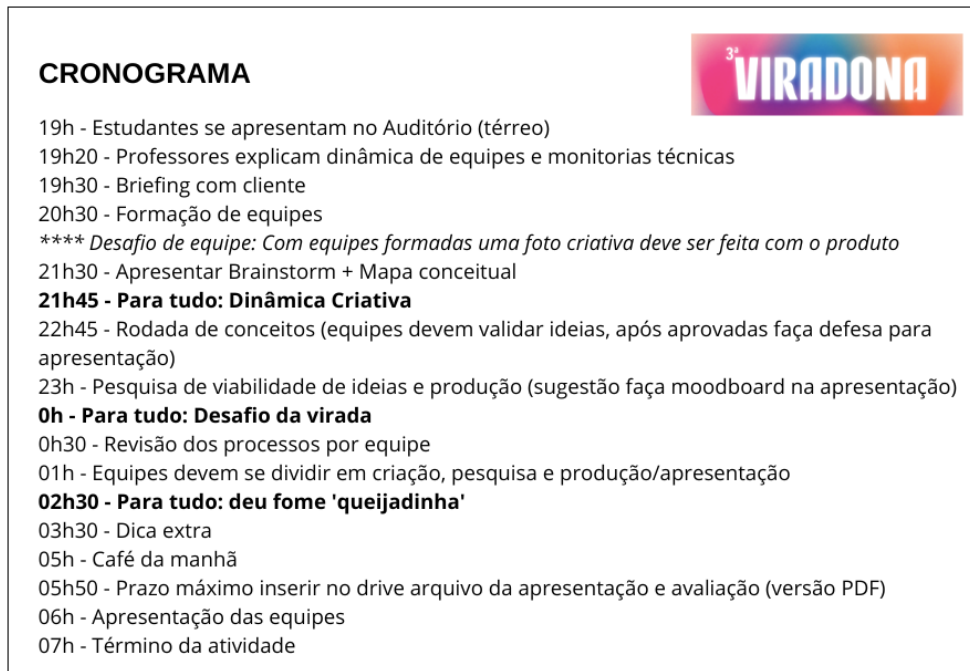 3ª VIRADONA
CRONOGRAMA
19h - Estudantes se apresentam no Auditório (térreo)
19h20 - Professores explicam dinâmica de equipes e monitorias técnicas
19h30 - Briefing com cliente
20h30 - Formação de equipes
**** Desafio de equipe: Com equipes formadas uma foto criativa deve ser feita com o produto
21h30 - Apresentar Brainstorm + Mapa conceitual
21h45 - Para tudo: Dinâmica Criativa
22h45 - Rodada de conceitos (equipes devem validar ideias, após aprovadas faça defesa para
apresentação)
23h - Pesquisa de viabilidade de ideias e produção (sugestão faça moodboard na apresentação)
0h - Para tudo: Desafio da virada
0h30 - Revisão dos processos por equipe
01h - Equipes devem se dividir em criação, pesquisa e produção/apresentação
02h30 - Para tudo: deu fome 'queijadinha'
03h30 - Dica extra
05h - Café da manhã
05h50 - Prazo máximo inserir no drive arquivo da apresentação e avaliação (versão PDF)
06h - Apresentação das equipes
07h - Término da atividade